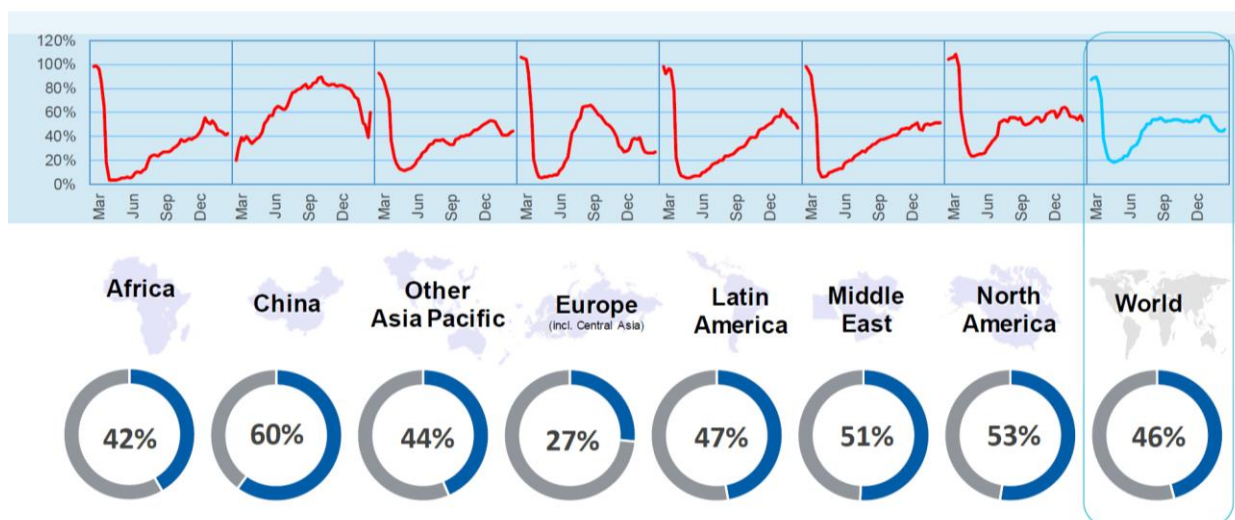 120%
100%
80%
60%
40%
20%
0%
Mar Jun Sep Dec Mar Jun Sep Dec Mar Jun Sep Dec Mar Jun Sep Dec Mar Jun Sep Dec Mar Jun Sep Dec Mar Jun Sep Dec Mar Jun Sep Dec
Africa
China
Other
Asia Pacific
Europe
(incl. Central Asia)
Latin
America
Middle
East
North
America
World
42%
60%
44%
27%
47%
51%
53%
46%